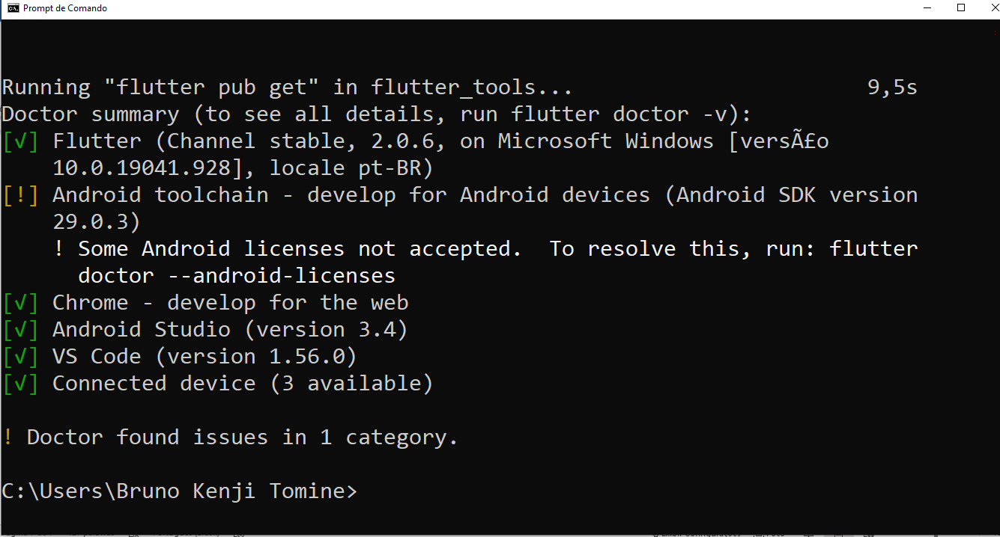 Prompt de Comando
Running "flutter pub get" in flutter_tools... 9,5s
Doctor summary (to see all details, run flutter doctor -v):
[√] Flutter (Channel stable, 2.0.6, on Microsoft Windows [versÃ£o
10.0.19041.928], locale pt-BR)
[!] Android toolchain - develop for Android devices (Android SDK version
29.0.3)
! Some Android licenses not accepted.  To resolve this, run: flutter
doctor --android-licenses
[√] Chrome - develop for the web
[√] Android Studio (version 3.4)
[√] VS Code (version 1.56.0)
[√] Connected device (3 available)
! Doctor found issues in 1 category.
C:\Users\Bruno Kenji Tomine>